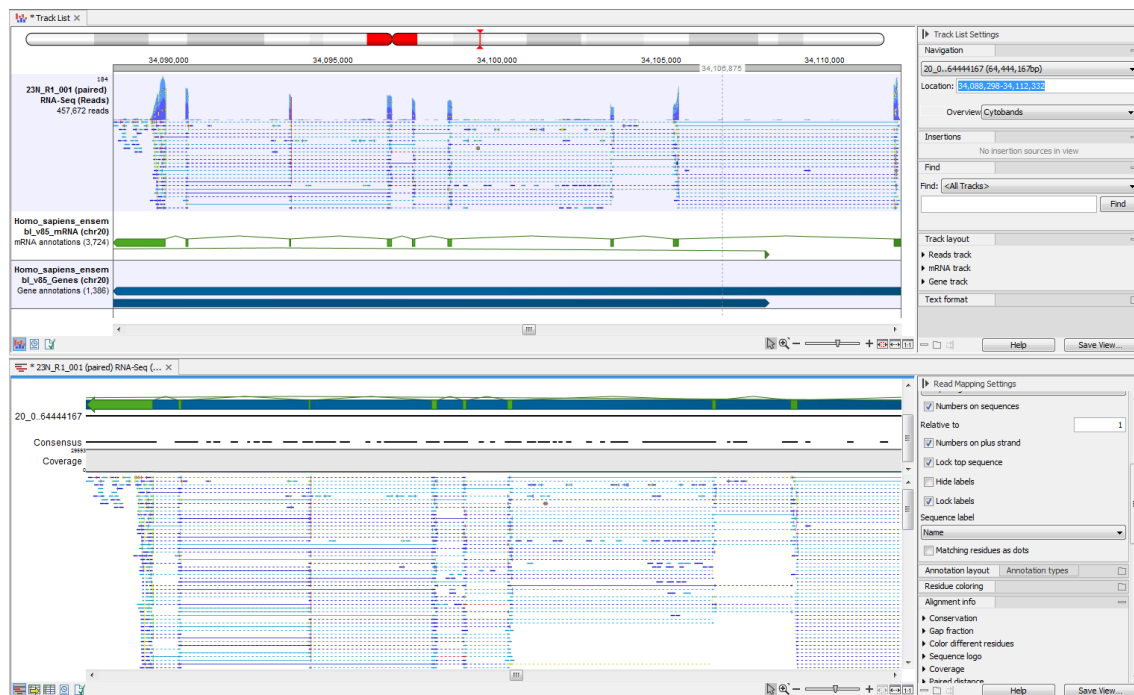 * Track List
Track List Settings
Navigation
20_0..64444167 (64,444,167bp)
Location: 34,088,298-34,112,332
Overview Cytobands
Insertions
No insertion sources in view
Find
Find: <All Tracks>
Find
Track layout
Reads track
mRNA track
Gene track
Text format
Help
Save View...
34,090,000
34,095,000
34,100,000
34,105,000
34,106,875
34,110,000
184
23N_R1_001 (paired)
RNA-Seq (Reads)
457,672 reads
Homo_sapiens_ensem
bl_v85_mRNA (chr20)
mRNA annotations (3,724)
Homo_sapiens_ensem
bl_v85_Genes (chr20)
Gene annotations (1,386)
1:1
* 23N_R1_001 (paired) RNA-Seq (...
20_0..64444167
Consensus
Coverage
0
Read Mapping Settings
Numbers on sequences
Relative to
1
Numbers on plus strand
Lock top sequence
Hide labels
Lock labels
Sequence label
Name
Matching residues as dots
Annotation layout
Annotation types
Residue coloring
Alignment info
Conservation
Gap fraction
Color different residues
Sequence logo
Coverage
Paired distance
1:1
Help
Save View...